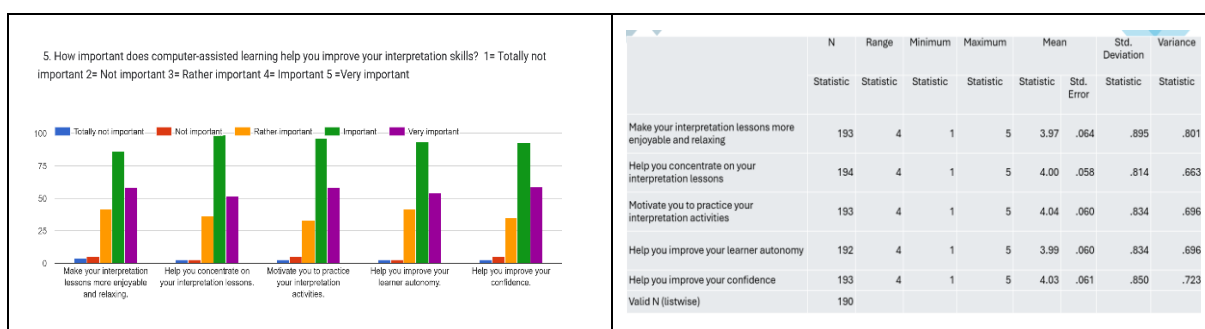 5. How important does computer-assisted learning help you improve your interpretation skills? 1= Totally not
important 2= Not important 3= Rather important 4= Important 5 =Very important
Totally not important Not important Rather important Important Very important
100
75
50
25
0
Make your interpretation
lessons more enjoyable
and relaxing.
Help you concentrate on
your interpretation lessons.
Motivate you to practice
your interpretation
activities.
Help you improve your
learner autonomy.
Help you improve your
confidence.
N Range Minimum Maximum Mean Std. Deviation Variance
Statistic Statistic Statistic Statistic Statistic Std. Error Statistic Statistic
Make your interpretation lessons more
enjoyable and relaxing 193 4 1 5 3.97 .064 .895 .801
Help you concentrate on your
interpretation lessons 194 4 1 5 4.00 .058 .814 .663
Motivate you to practice your
interpretation activities 193 4 1 5 4.04 .060 .834 .696
Help you improve your learner autonomy 192 4 1 5 3.99 .060 .834 .696
Help you improve your confidence 193 4 1 5 4.03 .061 .850 .723
Valid N (listwise) 190